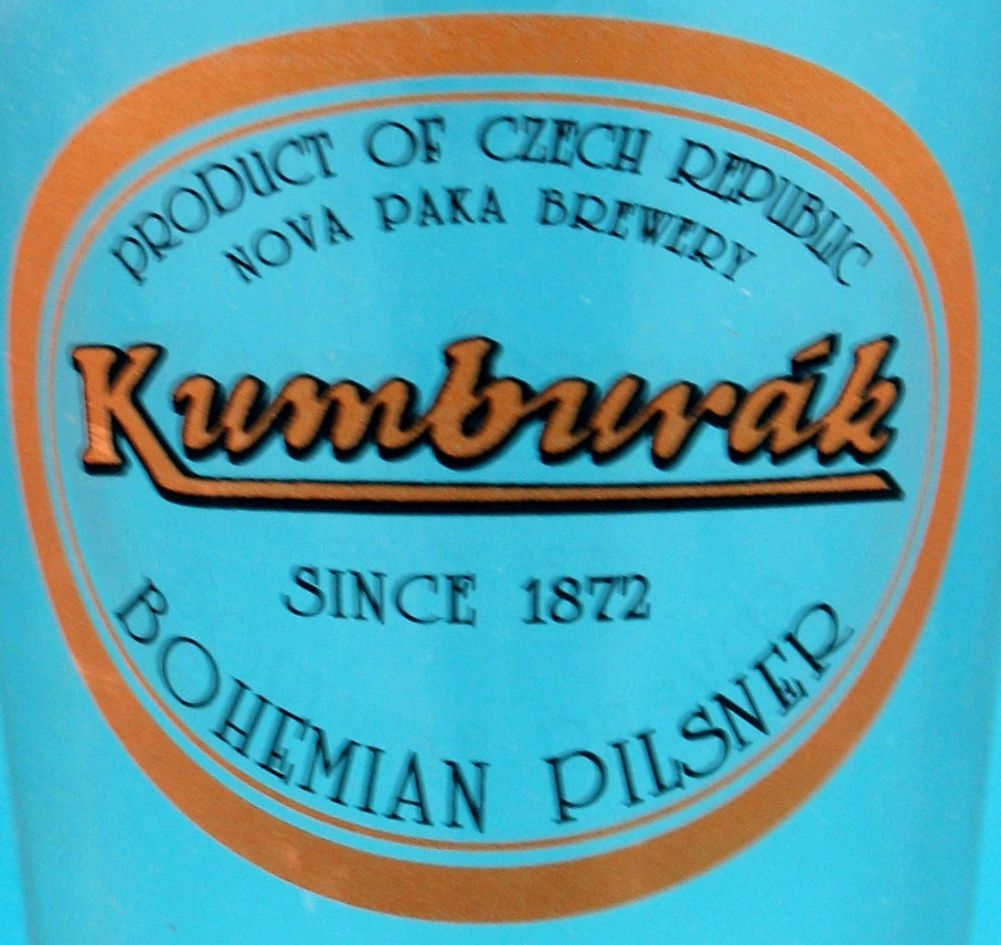 PRODUCT OF CZECH REPUBLIC
NOVA PAKA BREWERY
Kumburák
SINCE 1872
BOHEMIAN PILSNER